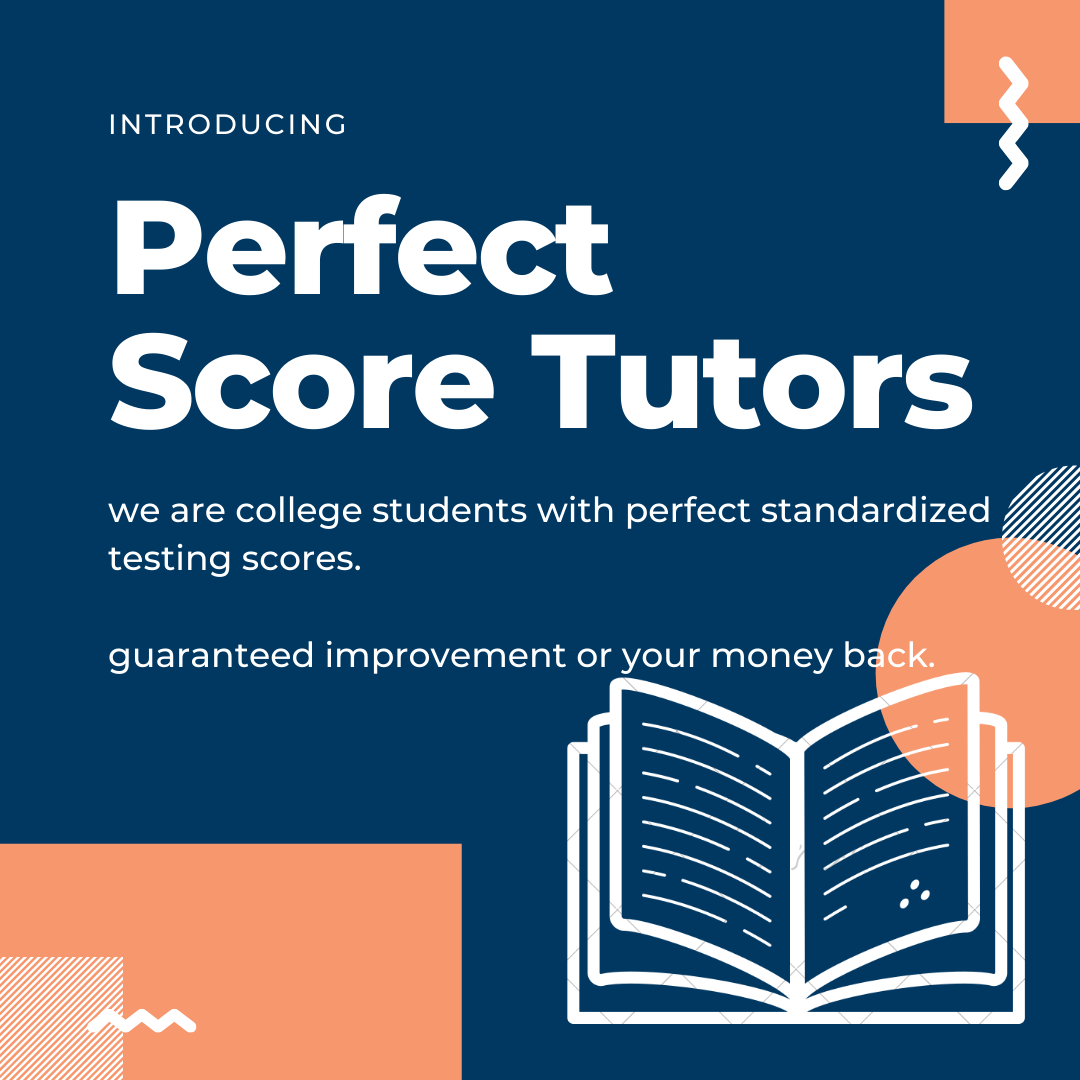 INTRODUCING
Perfect
Score Tutors
we are college students with perfect standardized
testing scores.
guaranteed improvement or your money back.